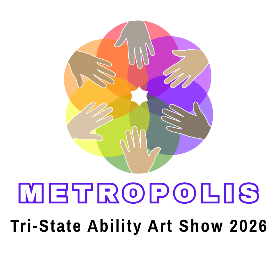 METROPOLIS
Tri-State Ability Art Show 2026